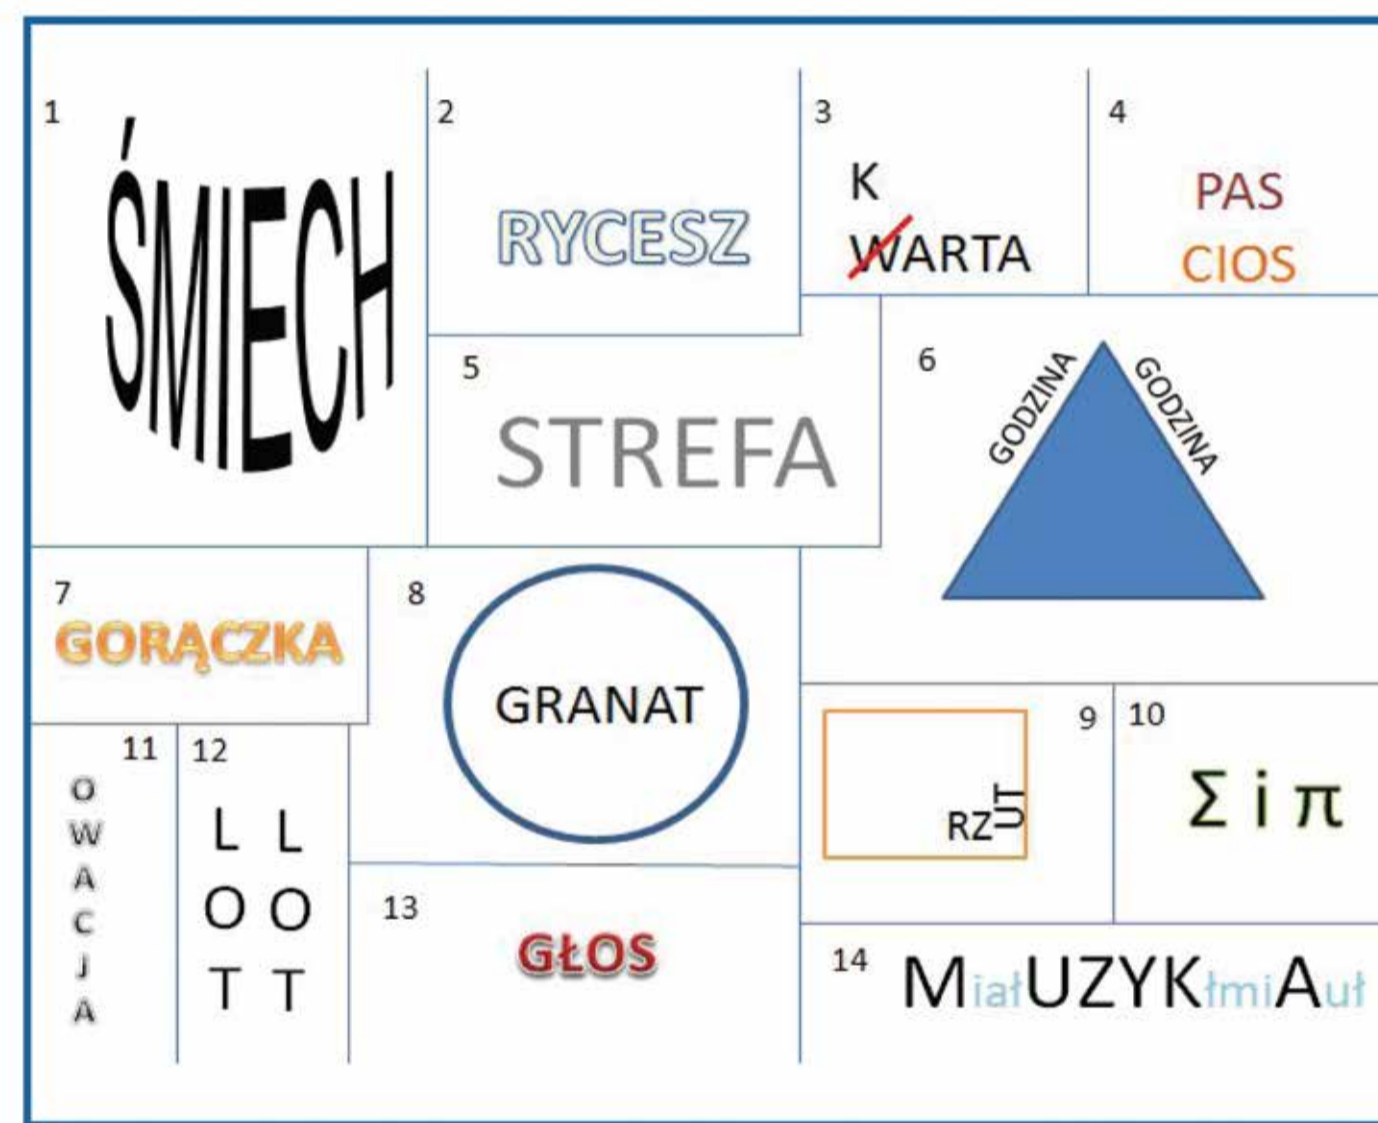 1
ŚMIECH
2
RYCESZ
3
K
WARTA
4
PAS
CIOS
5
STREFA
6
GODZINA
GODZINA
7
GORĄCZKA
8
GRANAT
9
RZUT
10
Σ i π
11
O
W
A
C
J
A
12
L L
O O
T T
13
GŁOS
14
MiałUZYKłmiAuł